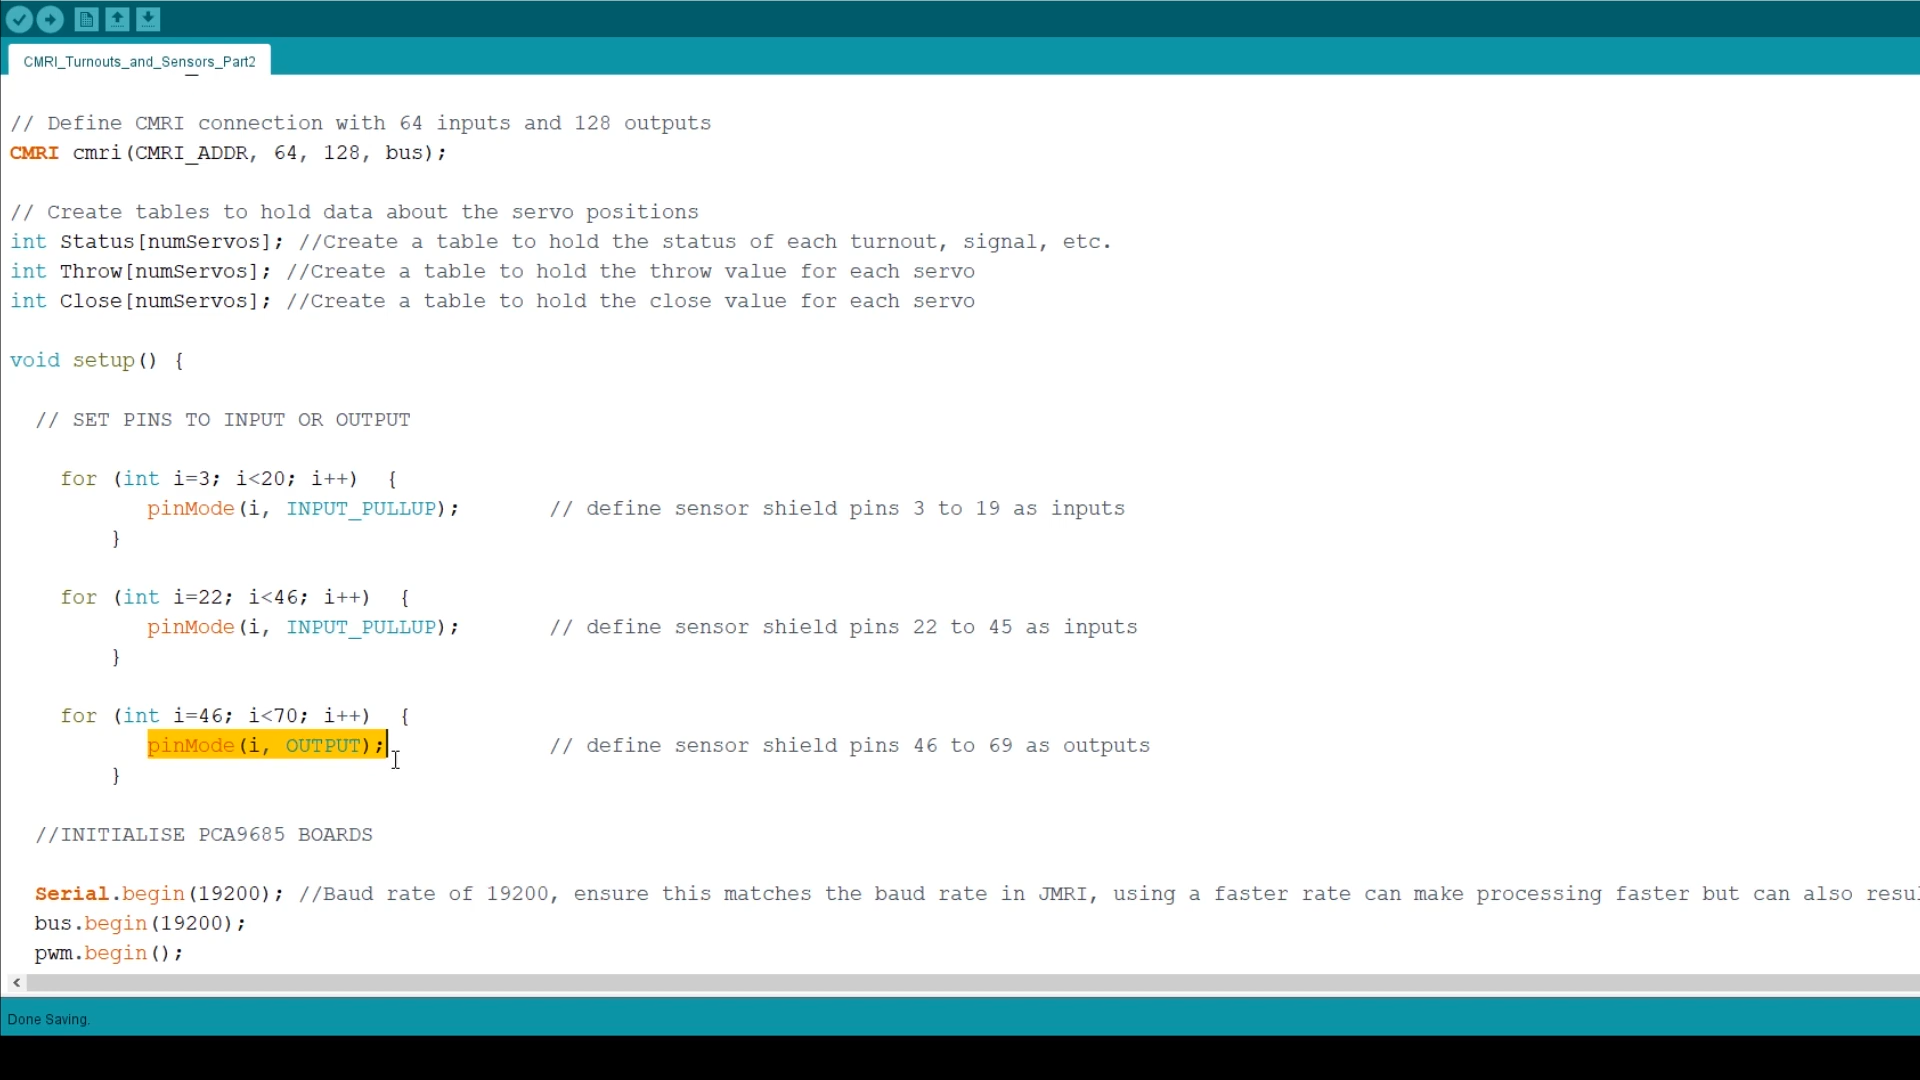 CMRI_Turnouts_and_Sensors_Part2
// Define CMRI connection with 64 inputs and 128 outputs
CMRI cmri(CMRI_ADDR, 64, 128, bus);
// Create tables to hold data about the servo positions
int Status[numServos]; //Create a table to hold the status of each turnout, signal, etc.
int Throw[numServos]; //Create a table to hold the throw value for each servo
int Close[numServos]; //Create a table to hold the close value for each servo
void setup() {
// SET PINS TO INPUT OR OUTPUT
for (int i=3; i<20; i++)  {
pinMode(i, INPUT_PULLUP);       // define sensor shield pins 3 to 19 as inputs
}
for (int i=22; i<46; i++)  {
pinMode(i, INPUT_PULLUP);       // define sensor shield pins 22 to 45 as inputs
}
for (int i=46; i<70; i++)  {
pinMode(i, OUTPUT);             // define sensor shield pins 46 to 69 as outputs
}
//INITIALISE PCA9685 BOARDS
Serial.begin(19200); //Baud rate of 19200, ensure this matches the baud rate in JMRI, using a faster rate can make processing faster but can also resul
bus.begin(19200);
pwm.begin();
Done Saving.